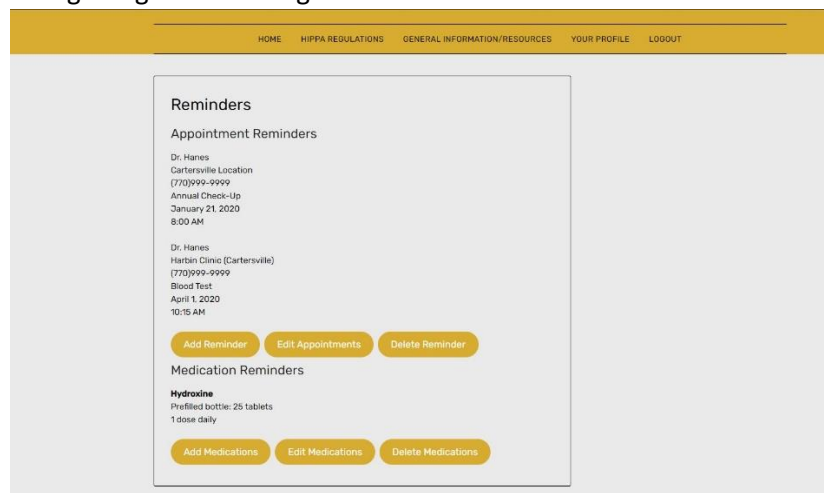 HOME HIPPA REGULATIONS GENERAL INFORMATION/RESOURCES YOUR PROFILE LOGOUT
Reminders
Appointment Reminders
Dr. Hanes
Cartersville Location
(770)999-9999
Annual Check-Up
January 21, 2020
8:00 AM
Dr. Hanes
Harbin Clinic (Cartersville)
(770)999-9999
Blood Test
April 1, 2020
10:15 AM
Add Reminder Edit Appointments Delete Reminder
Medication Reminders
Hydroxine
Prefilled bottle: 25 tablets
1 dose daily
Add Medications Edit Medications Delete Medications